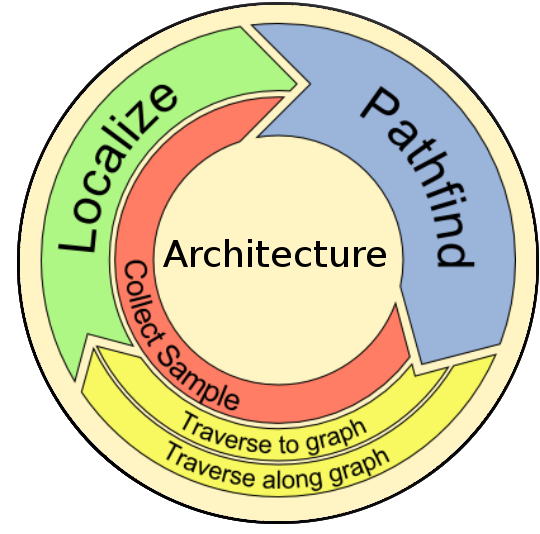 Localize
Pathfind
Architecture
Collect Sample
Traverse to graph
Traverse along graph